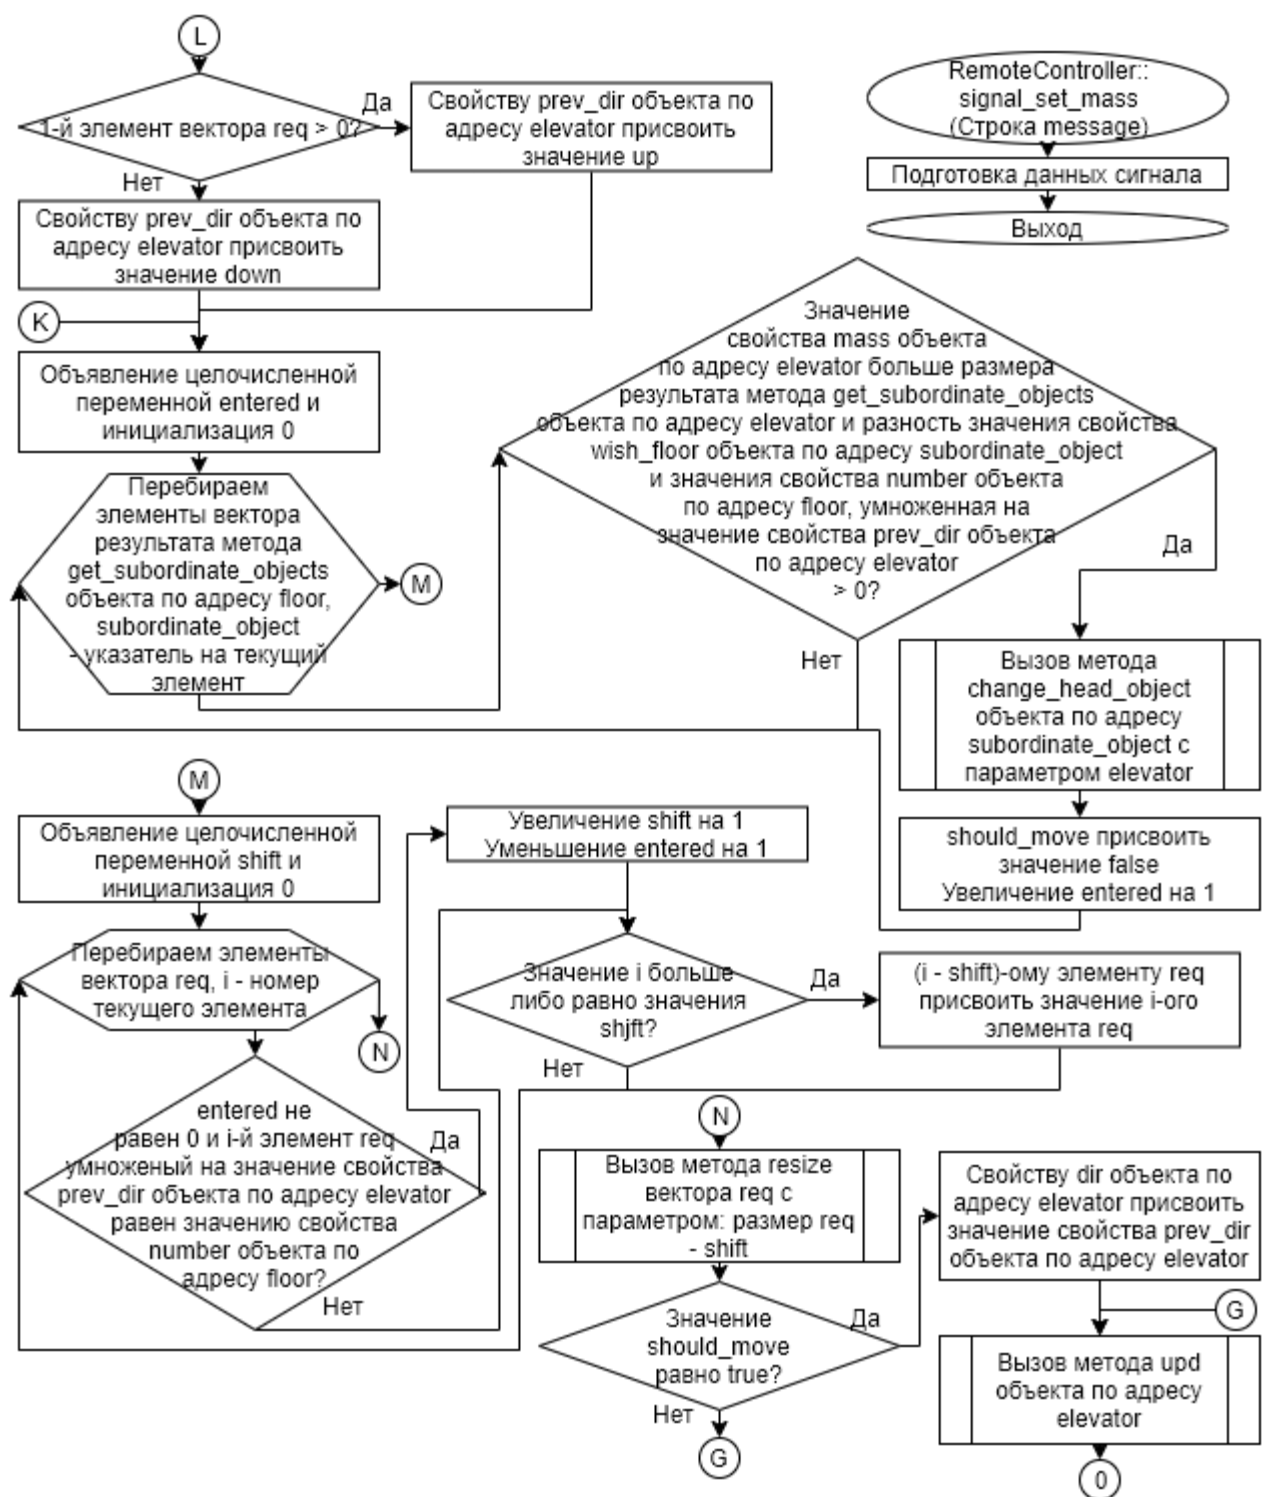 L
1-й элемент вектора req > 0?
Да
Свойству prev_dir объекта по
адресу elevator присвоить
значение up
Нет
Свойству prev_dir объекта по
адресу elevator присвоить
значение down
K
Объявление целочисленной
переменной entered и
инициализация 0
Перебираем
элементы вектора
результата метода
get_subordinate_objects
объекта по адресу floor,
subordinate_object
- указатель на текущий
элемент
M
RemoteController::
signal_set_mass
(Строка message)
Подготовка данных сигнала
Выход
Значение
свойства mass объекта
по адресу elevator больше размера
результата метода get_subordinate_objects
объекта по адресу elevator и разность значения свойства
wish_floor объекта по адресу subordinate_object
и значения свойства number объекта
по адресу floor, умноженная на
значение свойства prev_dir объекта
по адресу elevator
> 0?
Да
Нет
Вызов метода
change_head_object
объекта по адресу
subordinate_object с
параметром elevator
should_move присвоить
значение false
Увеличение entered на 1
M
Объявление целочисленной
переменной shift и
инициализация 0
Перебираем элементы
вектора req, i - номер
текущего элемента
N
entered не
равен 0 и i-й элемент req
умноженый на значение свойства
prev_dir объекта по адресу elevator
равен значению свойства
number объекта по
адресу floor?
Да
Нет
Увеличение shift на 1
Уменьшение entered на 1
Значение i больше
либо равно значения
shjft?
Да
Нет
(i - shift)-ому элементу req
присвоить значение i-ого
элемента req
N
Вызов метода resize
вектора req с
параметром: размер req
- shift
Значение
should_move
равно true?
Да
Нет
G
Свойству dir объекта по
адресу elevator присвоить
значение свойства prev_dir
объекта по адресу elevator
G
Вызов метода upd
объекта по адресу
elevator
0